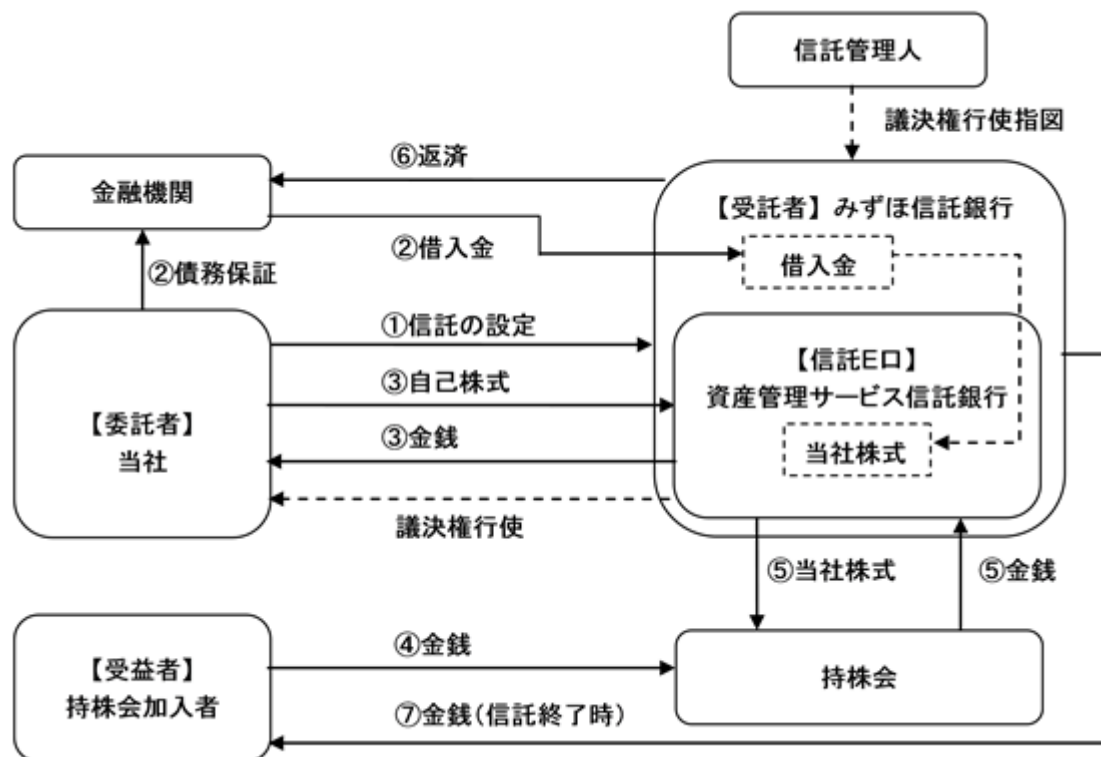 信託管理人
議決権行使指図
⑥返済
金融機関
【受託者】みずほ信託銀行
②借入金
借入金
②債務保証
①信託の設定
【信託E口】
③自己株式
資産管理サービス信託銀行
【委託者】
当社
③金銭
当社株式
議決権行使
⑤当社株式
⑤金銭
【受益者】
持株会加入者
④金銭
持株会
⑦金銭(信託終了時)